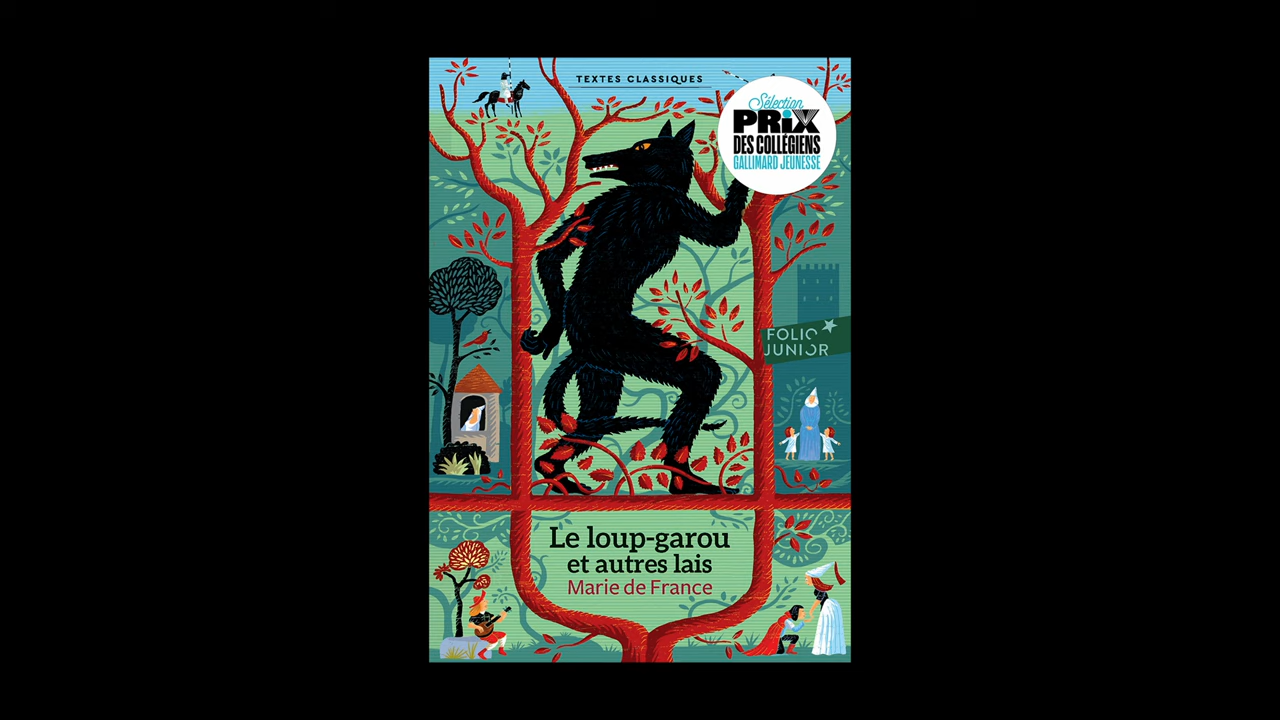 TEXTES CLASSIQUES
Sélection
PRIX
DES COLLÉGIENS
GALLIMARD JEUNESSE
FOLIO
JUNIOR
Le loup-garou
et autres lais
Marie de France